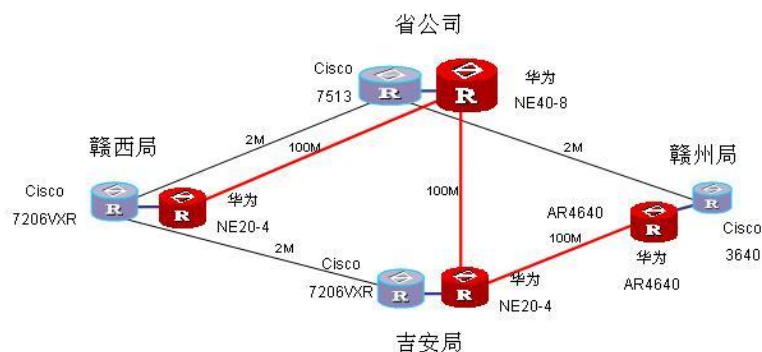 省公司
Cisco
7513
华为
NE40-8
2M
100M
2M
赣西局
赣州局
Cisco
7206VXR
华为
NE20-4
100M
AR4640
100M
华为
AR4640
Cisco
3640
2M
Cisco
7206VXR
华为
NE20-4
吉安局
R
R
R
R
R
R
R
R